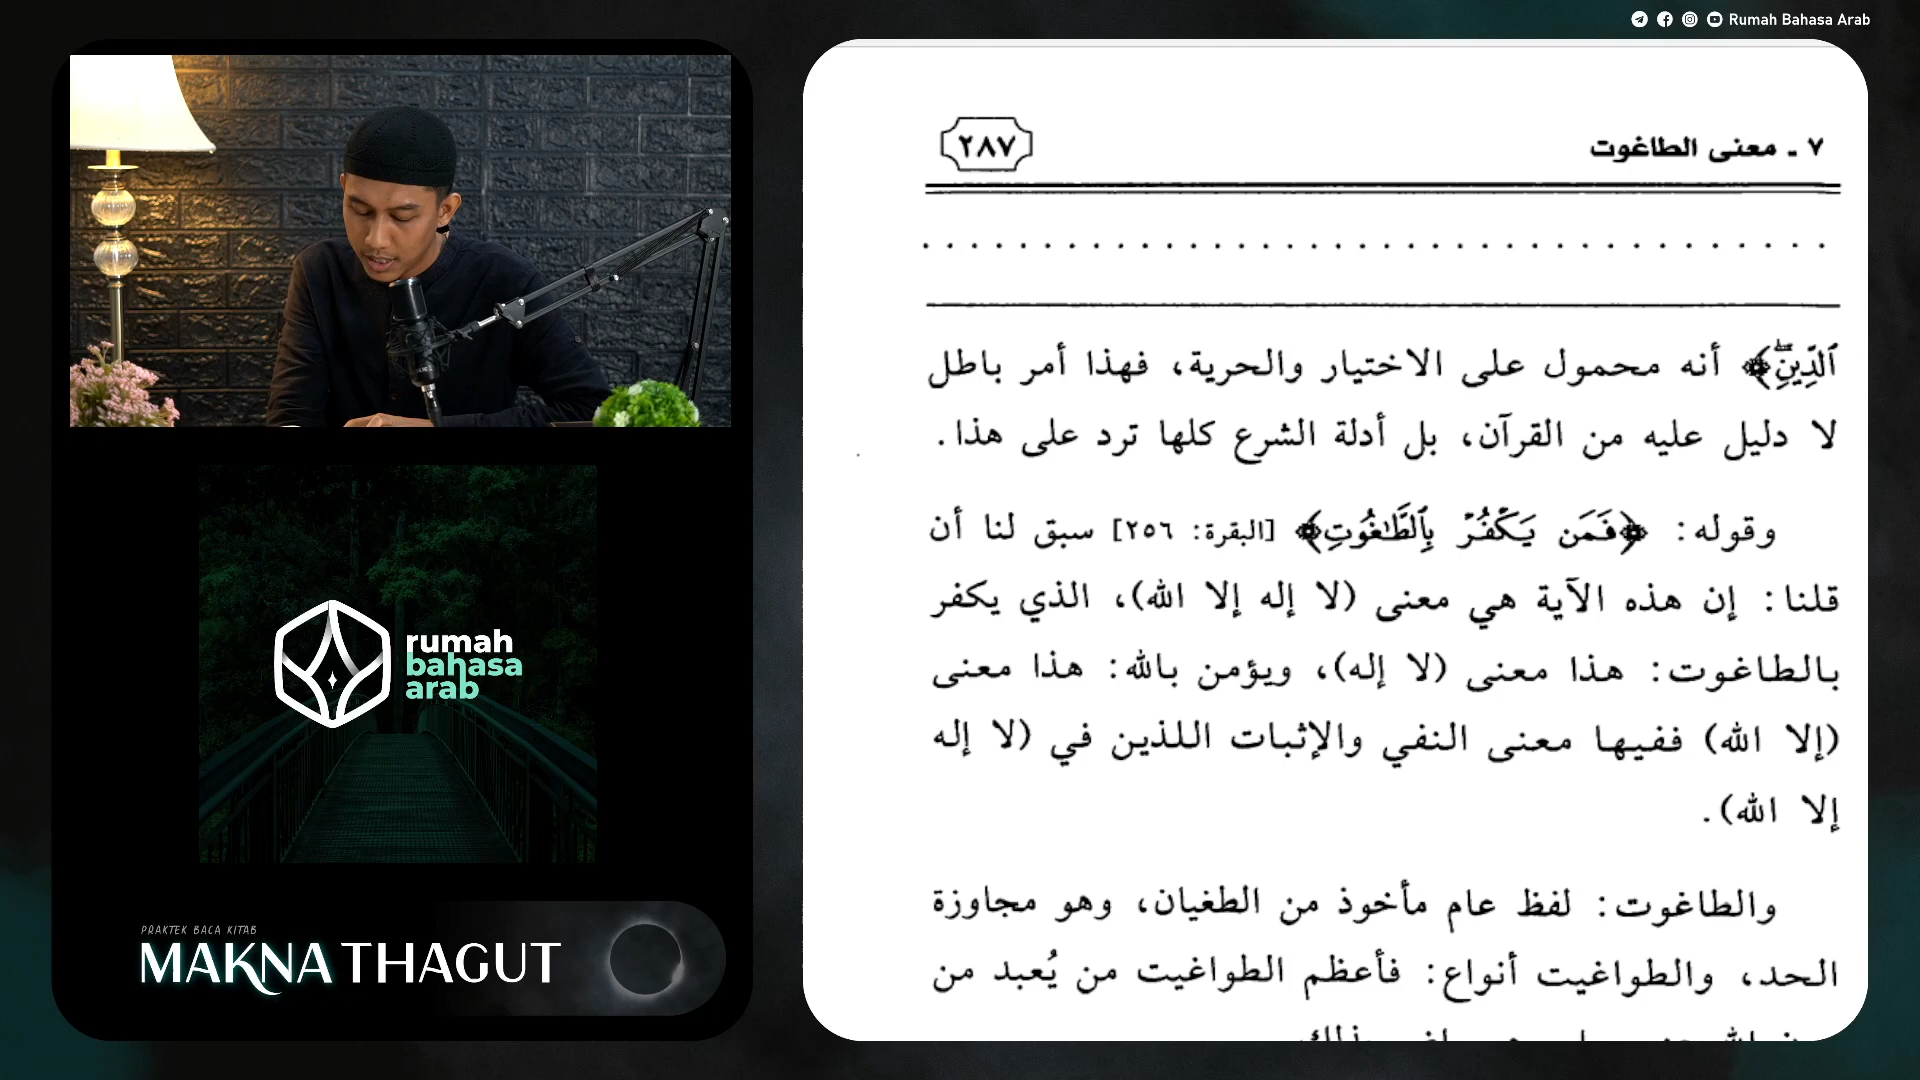 Rumah Bahasa Arab
٧ ـ معنى الطاغوت
٢٨٧
ٱلدِّينِۖ﴾ أنه محمول على الاختيار والحرية، فهذا أمر باطل
لا دليل عليه من القرآن، بل أدلة الشرع كلها ترد على هذا.
وقوله: ﴿فَمَن يَكْفُرْ بِٱلطَّٰغُوتِ﴾ [البقرة: ٢٥٦] سبق لنا أن
قلنا: إن هذه الآية هي معنى (لا إله إلا الله)، الذي يكفر
بالطاغوت: هذا معنى (لا إله)، ويؤمن بالله: هذا معنى
(إلا الله) ففيها معنى النفي والإثبات اللذين في (لا إله
إلا الله).
والطاغوت: لفظ عام مأخوذ من الطغيان، وهو مجاوزة
الحد، والطواغيت أنواع: فأعظم الطواغيت من يُعبد من
rumah
bahasa
arab
PRAKTEK BACA KITAB
MAKNA THAGUT